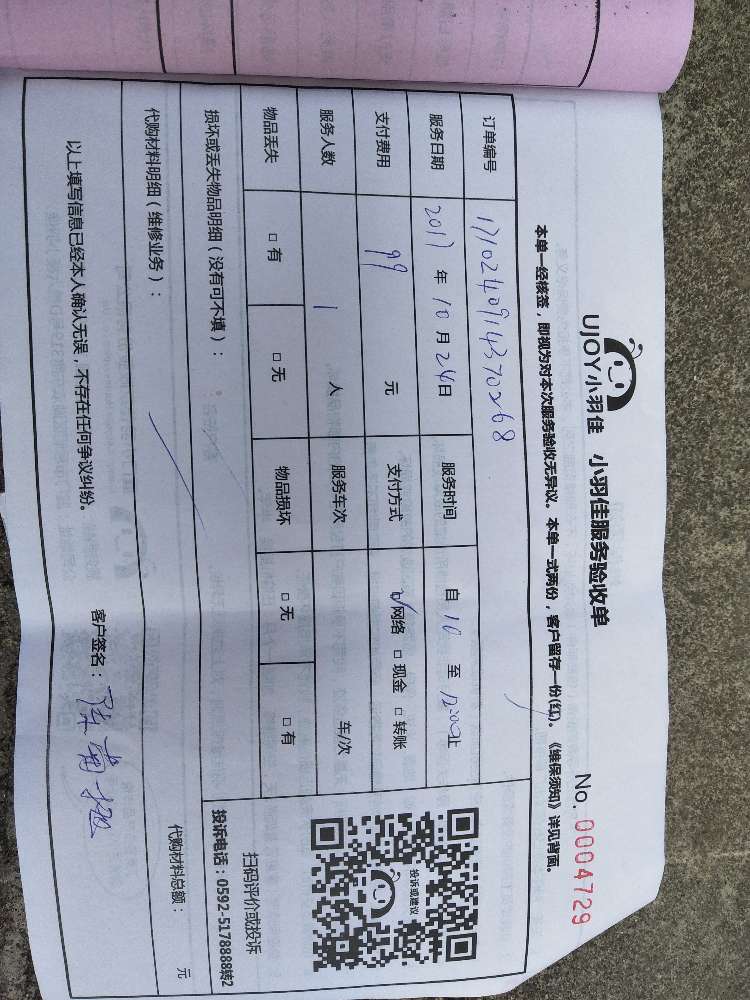 UJOY小羽佳 小羽佳服务验收单 No. 0004729
本单一经核签，即视为对本次服务验收无异议。本单一式两份，客户留存一份(红)。《维保须知》详见背面。
订单编号 1710240914370268
服务日期 2017 年 10 月 24 日 服务时间 自 10 至 12:00 止
支付费用 99 元 支付方式 ☑网络 □现金 □转账
服务人数 1 人 服务车次 车/次
物品丢失 □有 □无 物品损坏 □无 □有
损坏或丢失物品明细（没有可不填）：
投诉或建议
扫码评价或投诉
投诉电话：0592-5178888转2
代购材料明细（维修业务）： 代购材料总额： 元
以上填写信息已经本人确认无误，不存在任何争议纠纷。 客户签名：